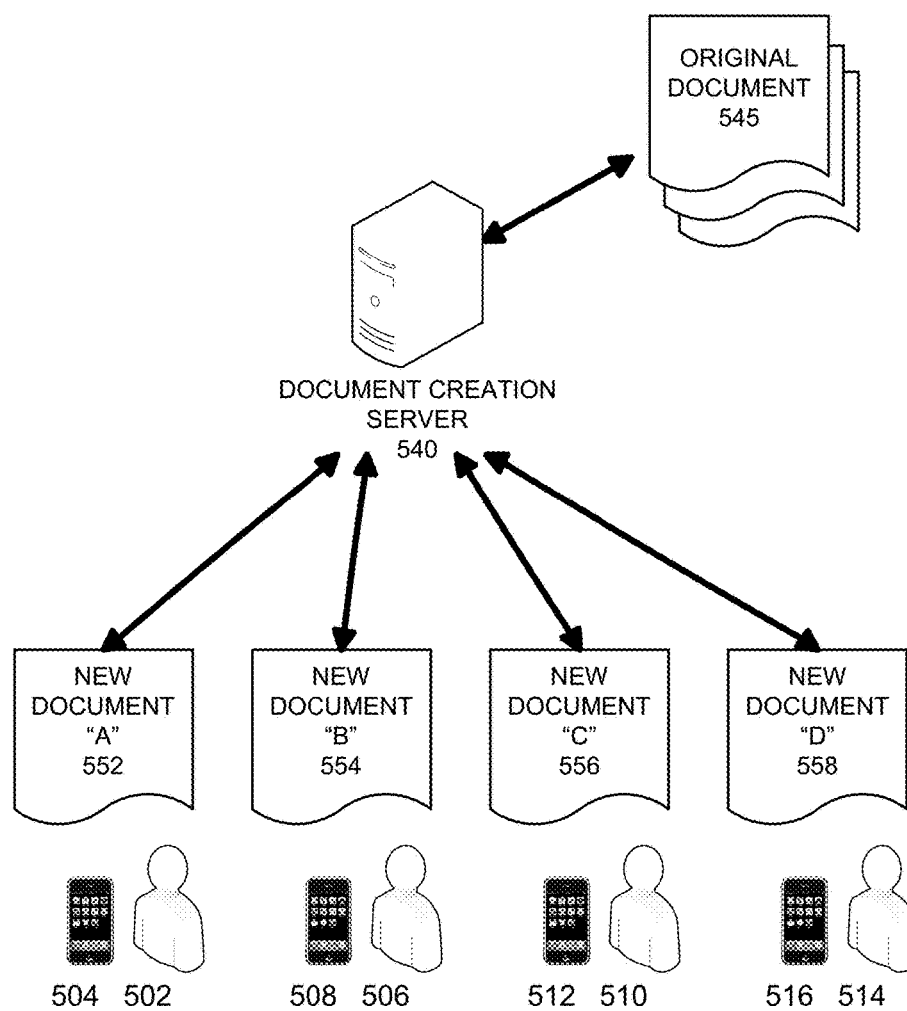 ORIGINAL
DOCUMENT
545
DOCUMENT CREATION
SERVER
540
NEW
DOCUMENT
“A”
552
NEW
DOCUMENT
“B”
554
NEW
DOCUMENT
“C”
556
NEW
DOCUMENT
“D”
558
504 502
508 506
512 510
516 514